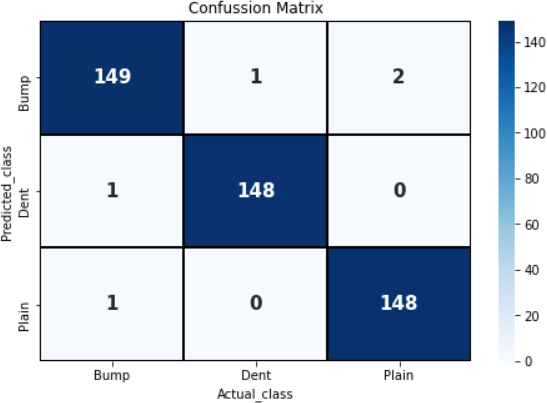 Confussion Matrix
Predicted_class
Bump
149
1
2
Dent
1
148
0
Plain
1
0
148
Bump
Dent
Plain
Actual_class
140
120
100
80
60
40
20
0